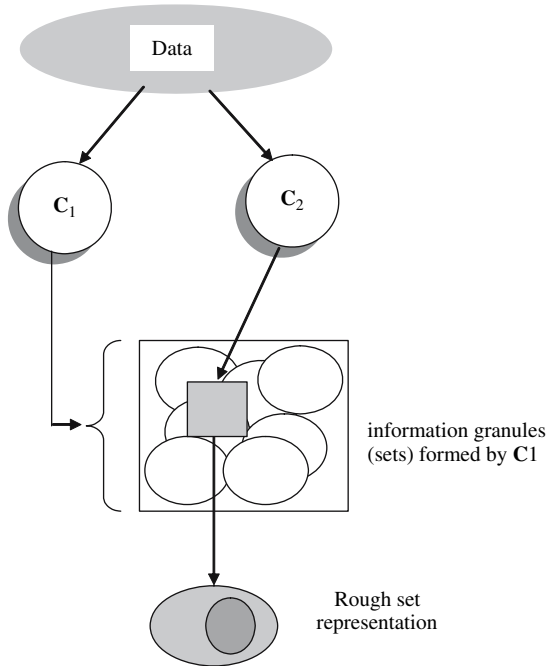 Data
C₁
C₂
information granules
(sets) formed by C1
Rough set
representation